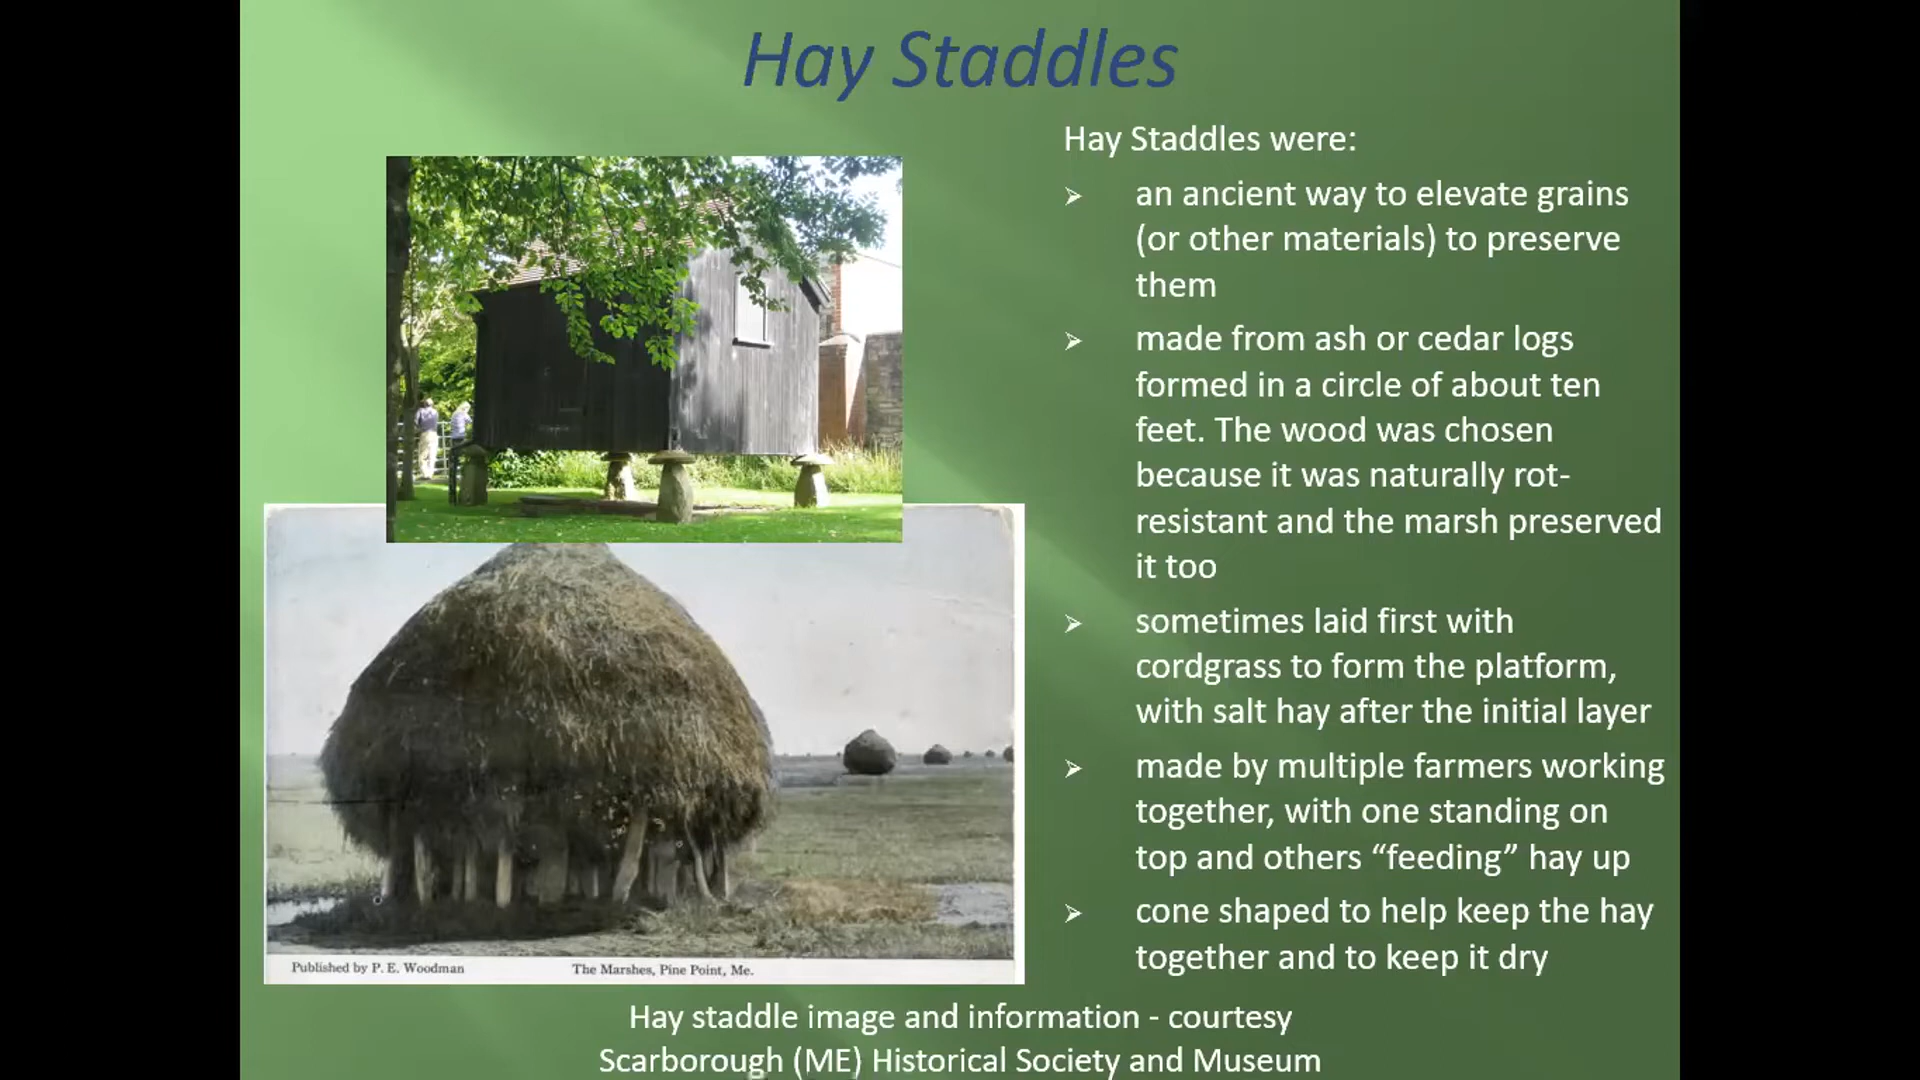 Hay Staddles
Hay Staddles were:
an ancient way to elevate grains
(or other materials) to preserve
them
made from ash or cedar logs
formed in a circle of about ten
feet. The wood was chosen
because it was naturally rot-
resistant and the marsh preserved
it too
sometimes laid first with
cordgrass to form the platform,
with salt hay after the initial layer
made by multiple farmers working
together, with one standing on
top and others “feeding” hay up
cone shaped to help keep the hay
together and to keep it dry
Published by P. E. Woodman
The Marshes, Pine Point, Me.
Hay staddle image and information - courtesy
Scarborough (ME) Historical Society and Museum